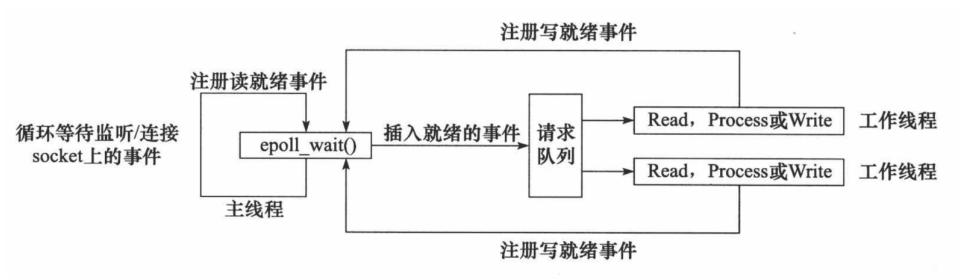 注册写就绪事件
注册读就绪事件
循环等待监听/连接
socket上的事件
epoll_wait()
插入就绪的事件
请求
队列
Read，Process或Write
工作线程
Read，Process或Write
工作线程
主线程
注册写就绪事件